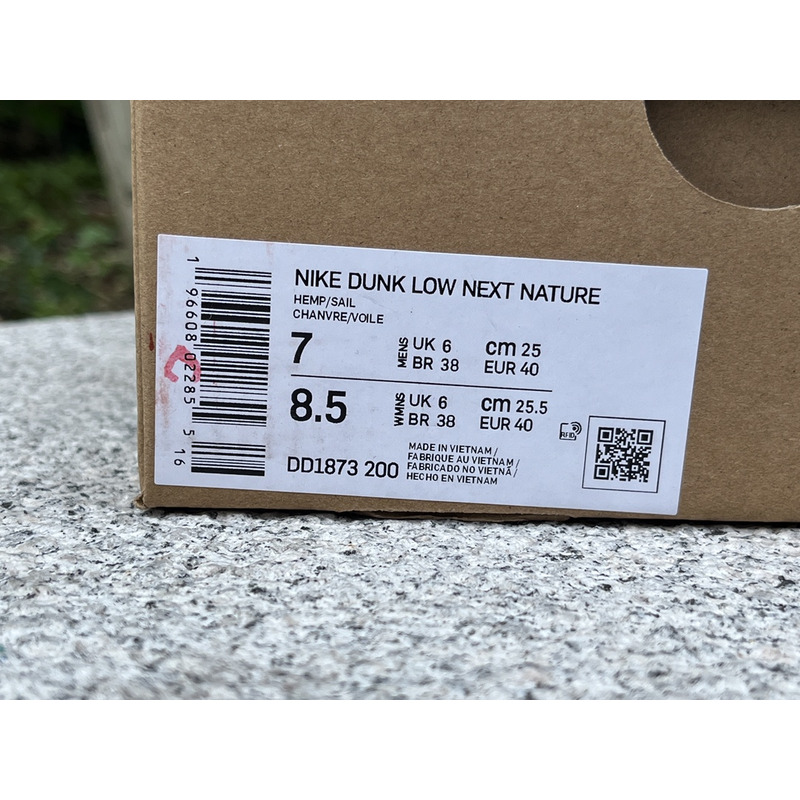 NIKE DUNK LOW NEXT NATURE
HEMP/SAIL
CHANVRE/VOILE
7 MENS UK 6 cm 25
BR 38 EUR 40
8.5 WMNS UK 6 cm 25.5
BR 38 EUR 40
DD1873 200
MADE IN VIETNAM/
FABRIQUE AU VIETNAM/
FABRICADO NO VIETNÃ/
HECHO EN VIETNAM
RFID
1 96608 02285 5 16